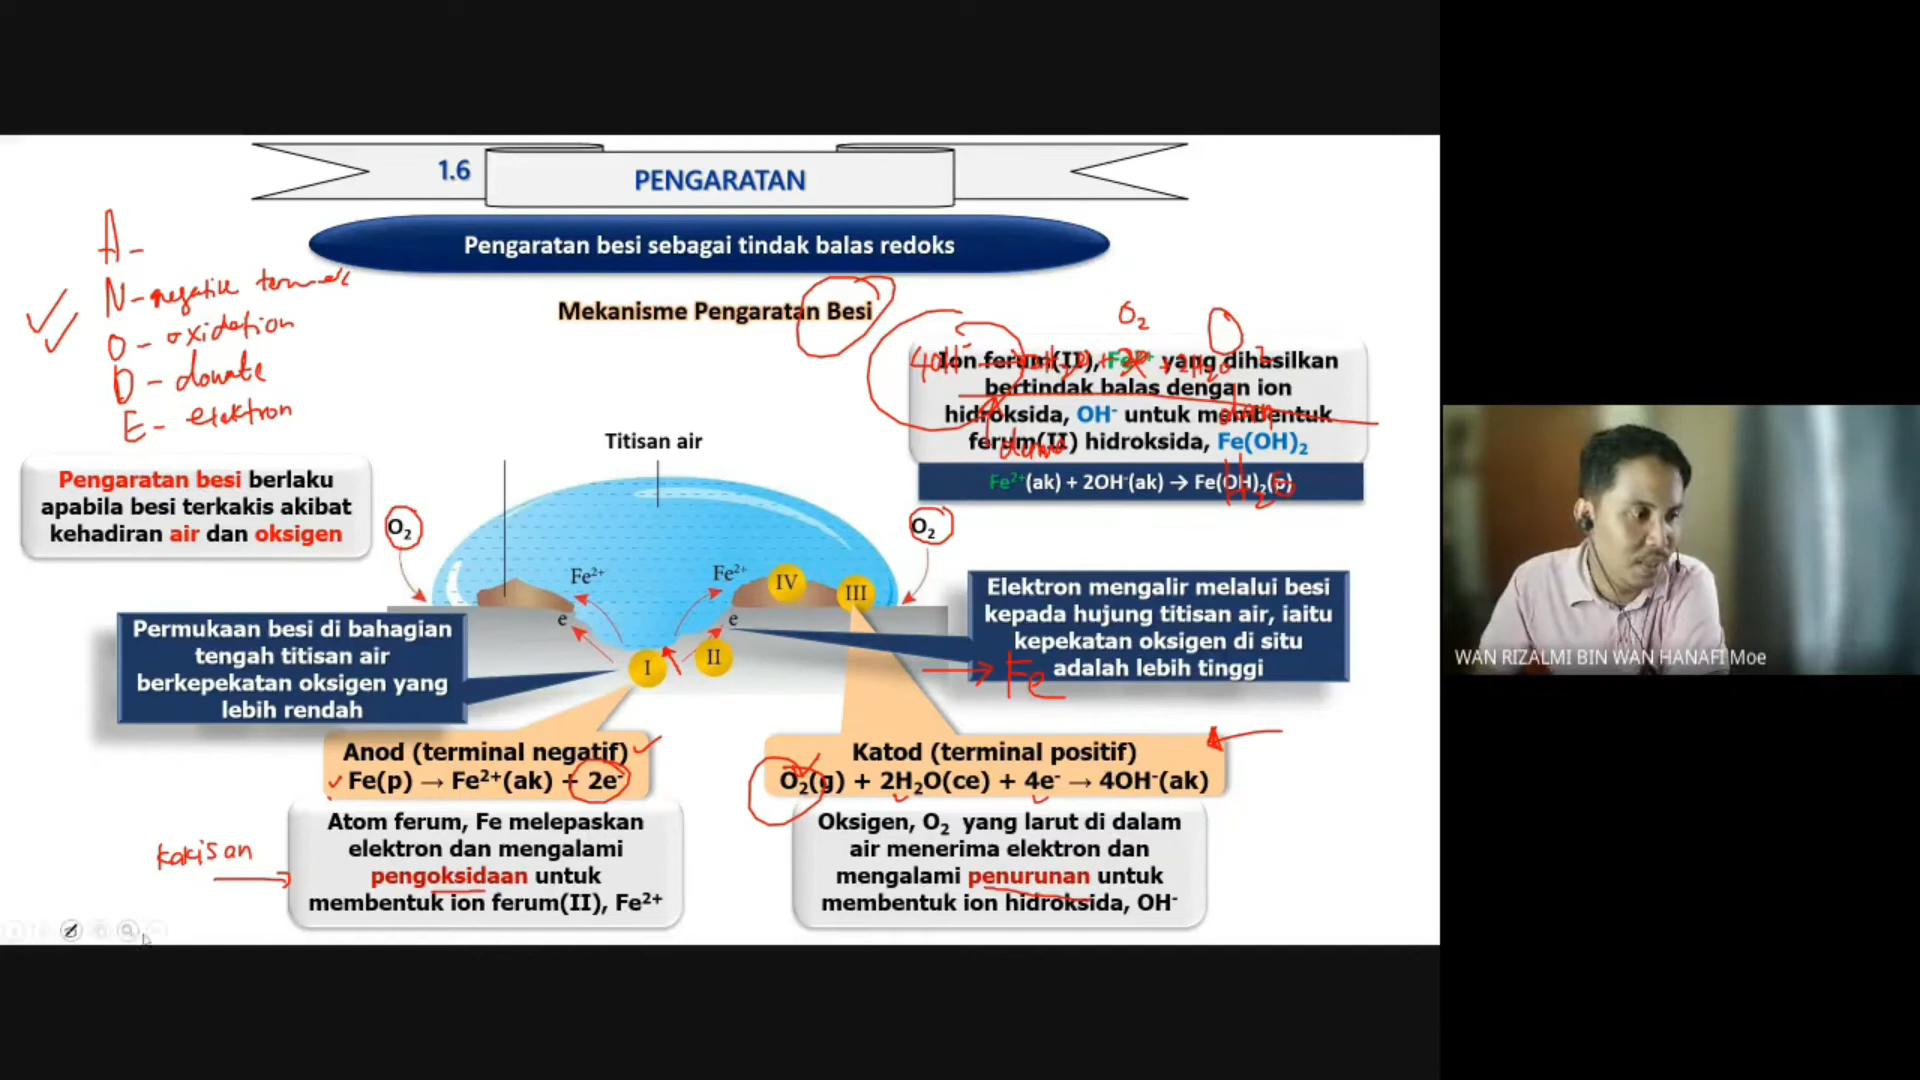 1.6
PENGARATAN
Pengaratan besi sebagai tindak balas redoks
Mekanisme Pengaratan Besi
A -
N - negative
O - oxidation
D - donate
E - elektron
Pengaratan besi berlaku
apabila besi terkakis akibat
kehadiran air dan oksigen
Titisan air
O₂
O₂
O₂
Ion ferum(II), Fe²⁺ yang dihasilkan
bertindak balas dengan ion
hidroksida, OH⁻ untuk membentuk
ferum(II) hidroksida, Fe(OH)₂
4OH⁻
2H₂O
dan
H₂O
Fe²⁺(ak) + 2OH⁻(ak) → Fe(OH)₂(p)
Fe²⁺
Fe²⁺
IV
III
e
e
I
II
Permukaan besi di bahagian
tengah titisan air
berkepekatan oksigen yang
lebih rendah
Elektron mengalir melalui besi
kepada hujung titisan air, iaitu
kepekatan oksigen di situ
adalah lebih tinggi
Fe
WAN RIZALMI BIN WAN HANAFI Moe
Anod (terminal negatif)
Fe(p) → Fe²⁺(ak) + 2e⁻
Katod (terminal positif)
O₂(g) + 2H₂O(ce) + 4e⁻ → 4OH⁻(ak)
Atom ferum, Fe melepaskan
elektron dan mengalami
pengoksidaan untuk
membentuk ion ferum(II), Fe²⁺
kakisan
Oksigen, O₂ yang larut di dalam
air menerima elektron dan
mengalami penurunan untuk
membentuk ion hidroksida, OH⁻